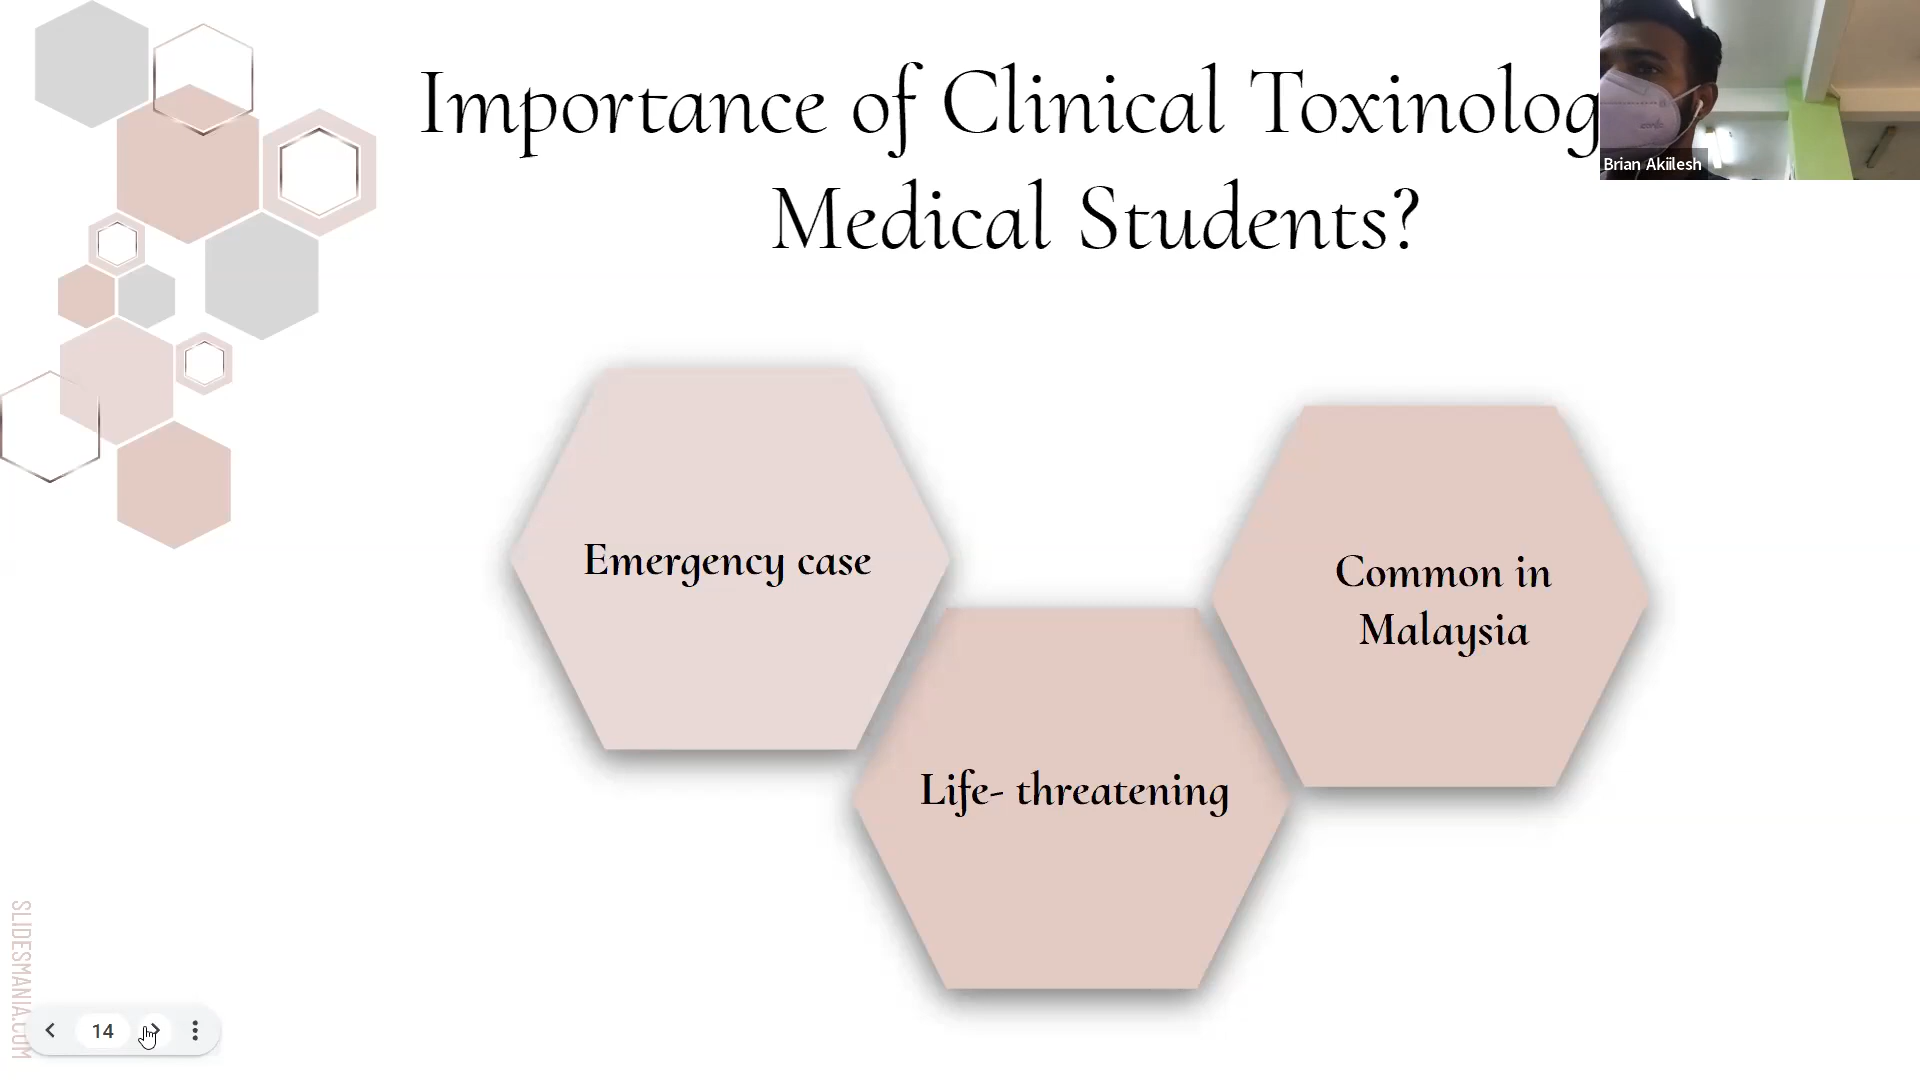 Importance of Clinical Toxinolog
Medical Students?
Brian Akiilesh
Emergency case
Common in
Malaysia
Life- threatening
SLIDESMANIA.COM
14